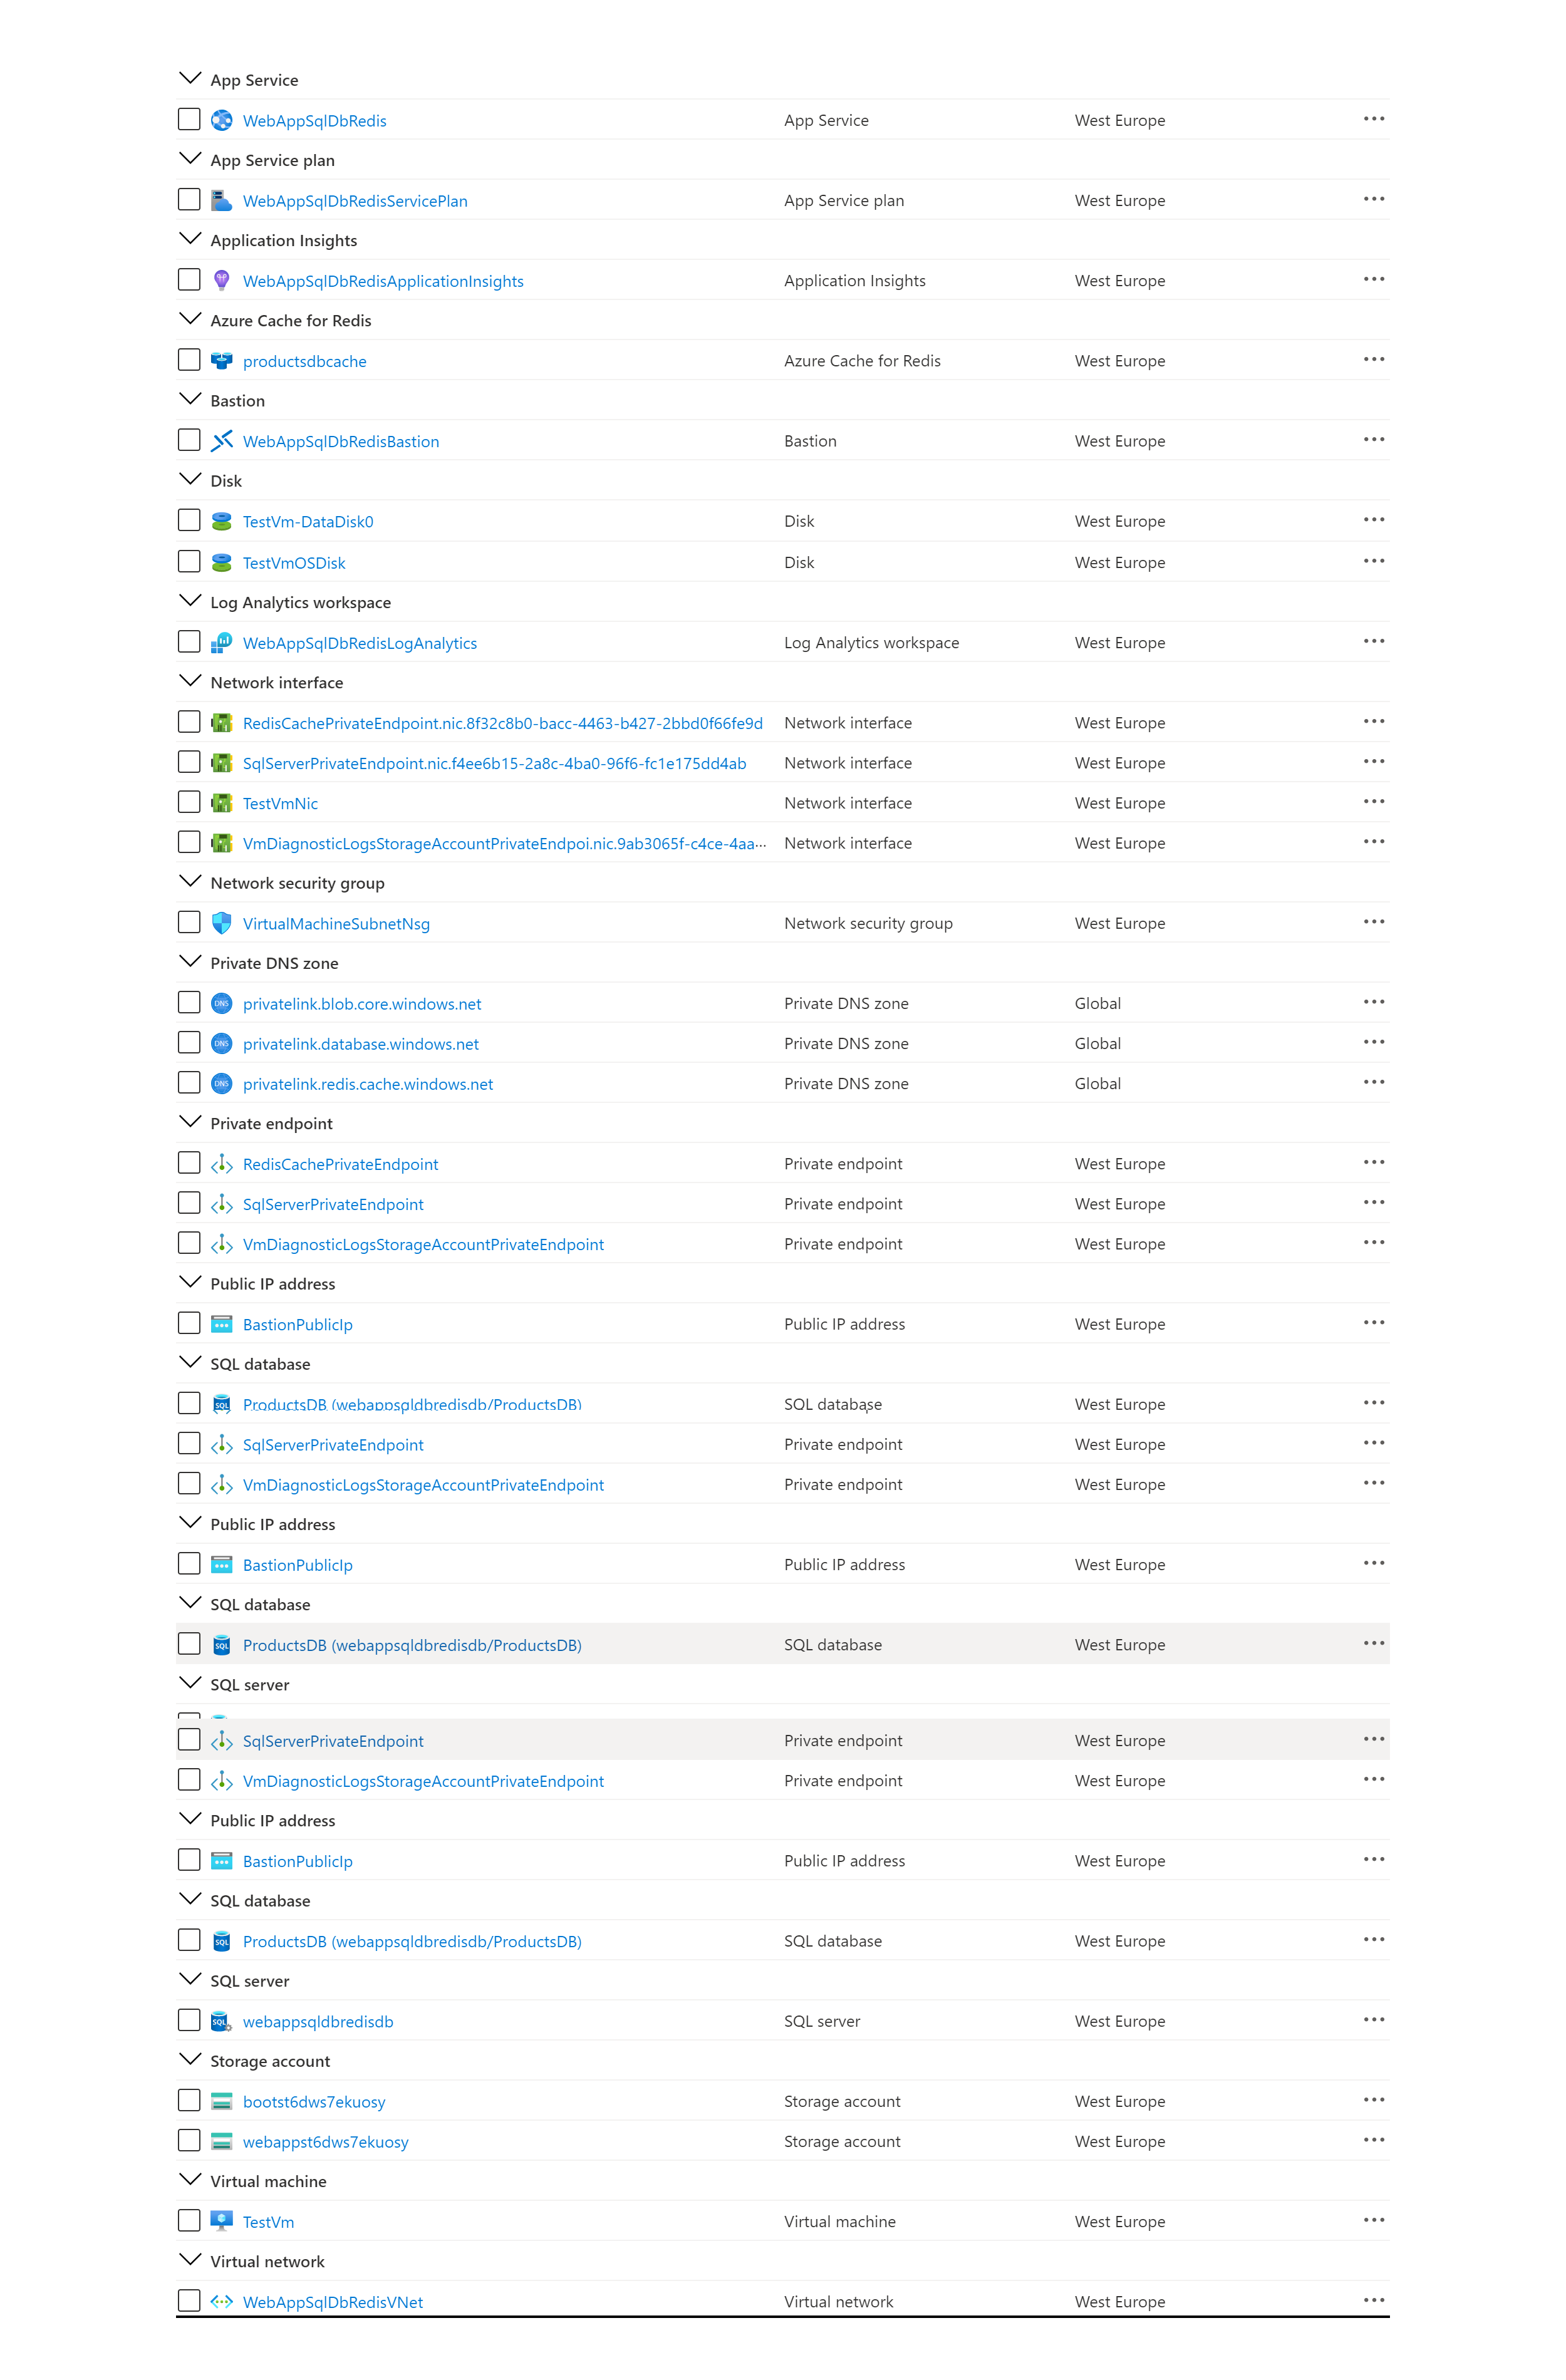 App Service
WebAppSqlDbRedis App Service West Europe
App Service plan
WebAppSqlDbRedisServicePlan App Service plan West Europe
Application Insights
WebAppSqlDbRedisApplicationInsights Application Insights West Europe
Azure Cache for Redis
productsdbcache Azure Cache for Redis West Europe
Bastion
WebAppSqlDbRedisBastion Bastion West Europe
Disk
TestVm-DataDisk0 Disk West Europe
TestVmOSDisk Disk West Europe
Log Analytics workspace
WebAppSqlDbRedisLogAnalytics Log Analytics workspace West Europe
Network interface
RedisCachePrivateEndpoint.nic.8f32c8b0-bacc-4463-b427-2bbd0f66fe9d Network interface West Europe
SqlServerPrivateEndpoint.nic.f4ee6b15-2a8c-4ba0-96f6-fc1e175dd4ab Network interface West Europe
TestVmNic Network interface West Europe
VmDiagnosticLogsStorageAccountPrivateEndpoi.nic.9ab3065f-c4ce-4aa... Network interface West Europe
Network security group
VirtualMachineSubnetNsg Network security group West Europe
Private DNS zone
privatelink.blob.core.windows.net Private DNS zone Global
privatelink.database.windows.net Private DNS zone Global
privatelink.redis.cache.windows.net Private DNS zone Global
Private endpoint
RedisCachePrivateEndpoint Private endpoint West Europe
SqlServerPrivateEndpoint Private endpoint West Europe
VmDiagnosticLogsStorageAccountPrivateEndpoint Private endpoint West Europe
Public IP address
BastionPublicIp Public IP address West Europe
SQL database
ProductsDB (webappsqldbredisdb/ProductsDB) SQL database West Europe
SqlServerPrivateEndpoint Private endpoint West Europe
VmDiagnosticLogsStorageAccountPrivateEndpoint Private endpoint West Europe
Public IP address
BastionPublicIp Public IP address West Europe
SQL database
ProductsDB (webappsqldbredisdb/ProductsDB) SQL database West Europe
SQL server
SqlServerPrivateEndpoint Private endpoint West Europe
VmDiagnosticLogsStorageAccountPrivateEndpoint Private endpoint West Europe
Public IP address
BastionPublicIp Public IP address West Europe
SQL database
ProductsDB (webappsqldbredisdb/ProductsDB) SQL database West Europe
SQL server
webappsqldbredisdb SQL server West Europe
Storage account
bootst6dws7ekuosy Storage account West Europe
webappst6dws7ekuosy Storage account West Europe
Virtual machine
TestVm Virtual machine West Europe
Virtual network
WebAppSqlDbRedisVNet Virtual network West Europe